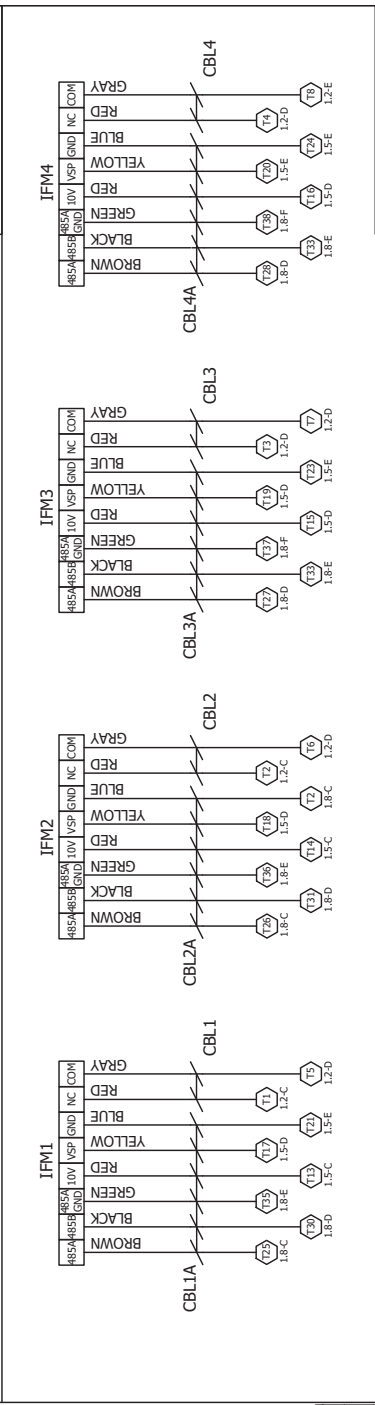 IFM1
485A 485B 485A GND 10V VSP GND NC COM
BROWN
BLACK
GREEN
RED
YELLOW
BLUE
RED
GRAY
CBL1A
CBL1
T25
1.8-C
T30
1.8-D
T35
1.8-E
T13
1.5-C
T17
1.5-D
T21
1.5-E
T1
1.2-C
T5
1.2-D
IFM2
485A 485B 485A GND 10V VSP GND NC COM
BROWN
BLACK
GREEN
RED
YELLOW
BLUE
RED
GRAY
CBL2A
CBL2
T26
1.8-C
T31
1.8-D
T36
1.8-E
T14
1.5-C
T18
1.5-D
T2
1.8-C
T2
1.2-C
T6
1.2-D
IFM3
485A 485B 485A GND 10V VSP GND NC COM
BROWN
BLACK
GREEN
RED
YELLOW
BLUE
RED
GRAY
CBL3A
CBL3
T27
1.8-D
T33
1.8-E
T37
1.8-F
T15
1.5-D
T19
1.5-D
T23
1.5-E
T3
1.2-D
T7
1.2-D
IFM4
485A 485B 485A GND 10V VSP GND NC COM
BROWN
BLACK
GREEN
RED
YELLOW
BLUE
RED
GRAY
CBL4A
CBL4
T28
1.8-D
T33
1.8-E
T38
1.8-F
T16
1.5-D
T20
1.5-E
T24
1.5-E
T4
1.2-D
T8
1.2-E